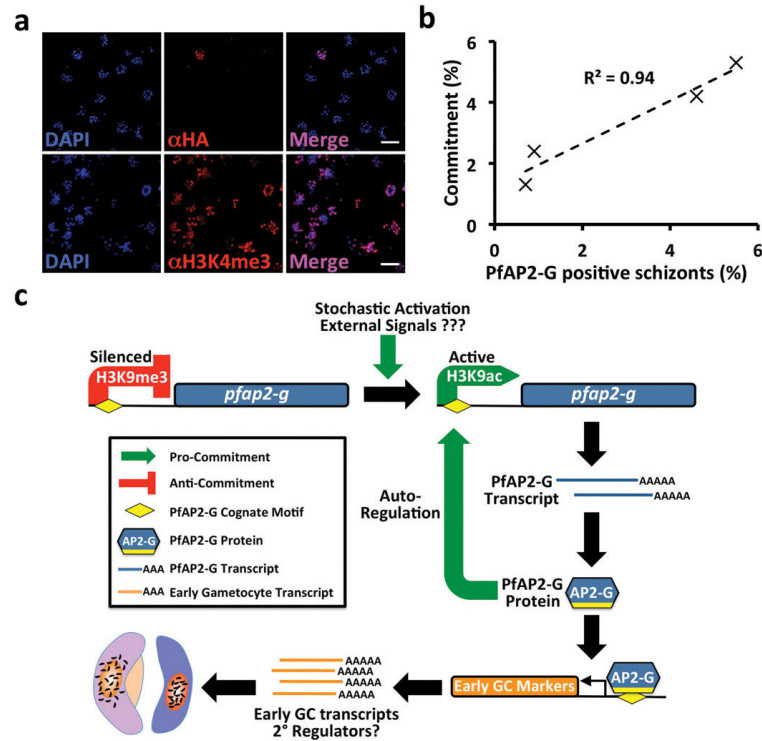 a
DAPI
αHA
Merge
DAPI
αH3K4me3
Merge
b
Commitment (%)
6
4
2
0
R² = 0.94
0
2
4
6
PfAP2-G positive schizonts (%)
c
Stochastic Activation
External Signals ???
Silenced
H3K9me3
pfap2-g
Active
H3K9ac
pfap2-g
Pro-Commitment
Anti-Commitment
PfAP2-G Cognate Motif
AP2-G
PfAP2-G Protein
AAA
PfAP2-G Transcript
AAA
Early Gametocyte Transcript
Auto-
Regulation
PfAP2-G
Transcript
AAAAA
AAAAA
PfAP2-G
Protein
AP2-G
AP2-G
Early GC Markers
AAAAA
AAAAA
AAAAA
AAAAA
Early GC transcripts
2° Regulators?